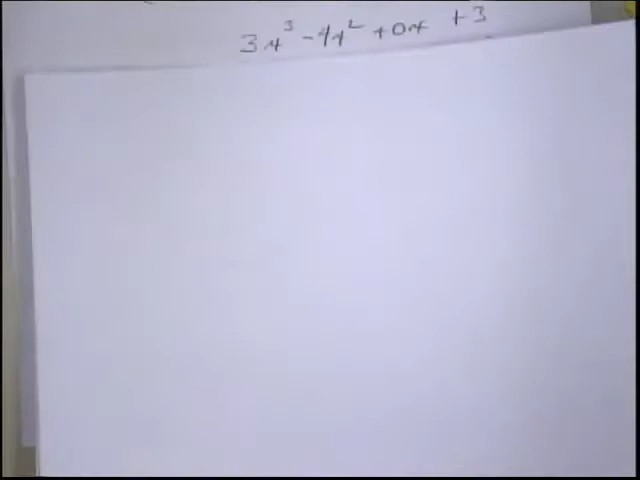 3x³ - 4x² + 0x + 3